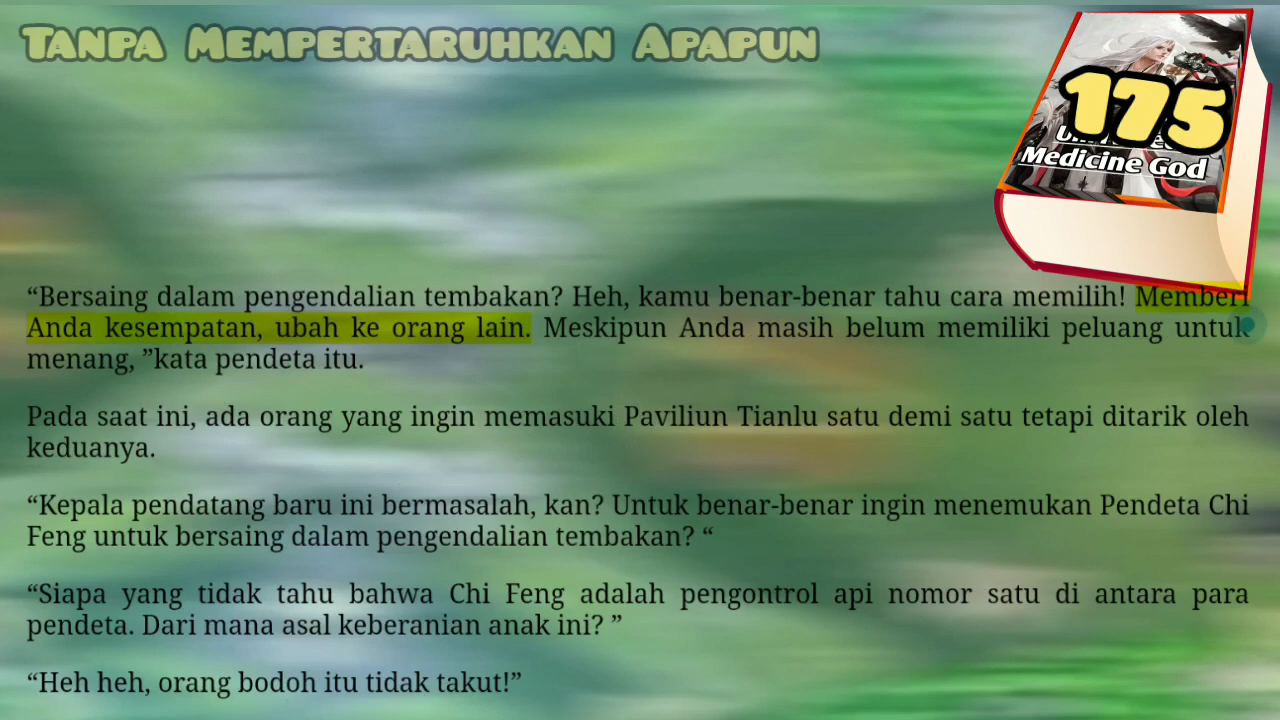 Tanpa Mempertaruhkan Apapun
175
Medicine God
“Bersaing dalam pengendalian tembakan? Heh, kamu benar-benar tahu cara memilih! Memberi
Anda kesempatan, ubah ke orang lain. Meskipun Anda masih belum memiliki peluang untuk
menang, ”kata pendeta itu.
Pada saat ini, ada orang yang ingin memasuki Paviliun Tianlu satu demi satu tetapi ditarik oleh
keduanya.
“Kepala pendatang baru ini bermasalah, kan? Untuk benar-benar ingin menemukan Pendeta Chi
Feng untuk bersaing dalam pengendalian tembakan? “
“Siapa yang tidak tahu bahwa Chi Feng adalah pengontrol api nomor satu di antara para
pendeta. Dari mana asal keberanian anak ini? ”
“Heh heh, orang bodoh itu tidak takut!”